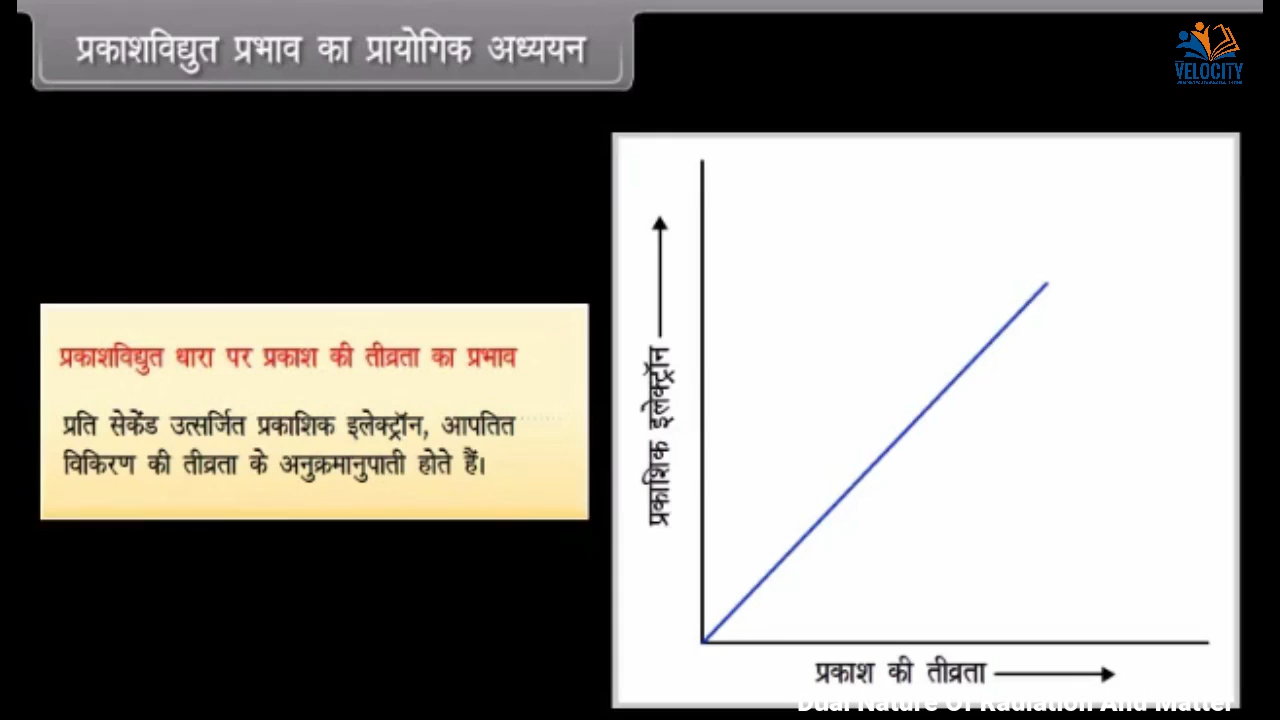 प्रकाशविद्युत प्रभाव का प्रायोगिक अध्ययन
VELOCITY
प्रकाशविद्युत धारा पर प्रकाश की तीव्रता का प्रभाव
प्रति सेकेंड उत्सर्जित प्रकाशिक इलेक्ट्रॉन, आपतित
विकिरण की तीव्रता के अनुक्रमानुपाती होते हैं।
प्रकाशिक इलेक्ट्रॉन
प्रकाश की तीव्रता
Dual Nature Of Radiation And Matter